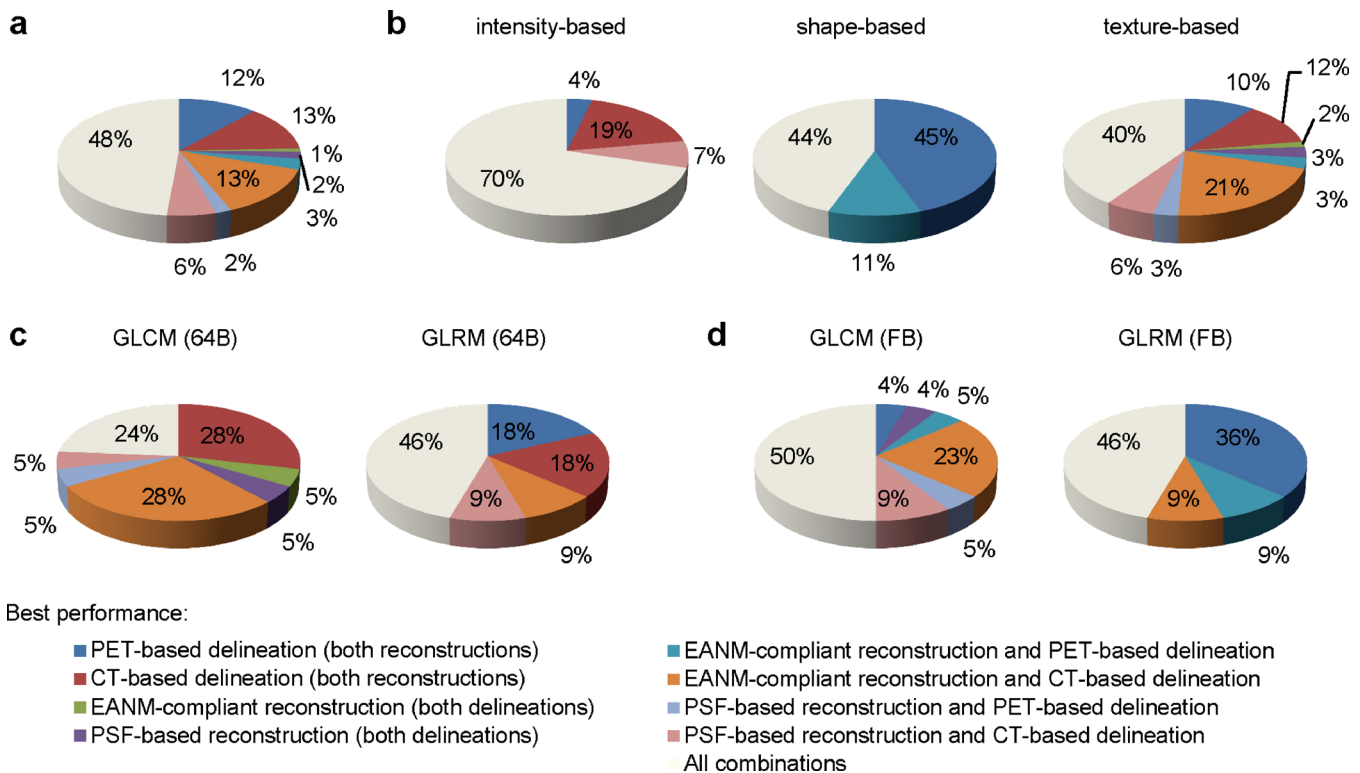 a
12%
13%
1%
2%
3%
13%
2%
6%
48%
b
intensity-based
4%
19%
7%
70%
shape-based
45%
11%
44%
texture-based
10%
12%
2%
3%
3%
21%
3%
6%
40%
c
GLCM (64B)
28%
5%
5%
28%
5%
5%
24%
GLRM (64B)
18%
18%
9%
9%
46%
d
GLCM (FB)
4%
4%
5%
23%
5%
9%
50%
GLRM (FB)
36%
9%
9%
46%
Best performance:
PET-based delineation (both reconstructions)
CT-based delineation (both reconstructions)
EANM-compliant reconstruction (both delineations)
PSF-based reconstruction (both delineations)
EANM-compliant reconstruction and PET-based delineation
EANM-compliant reconstruction and CT-based delineation
PSF-based reconstruction and PET-based delineation
PSF-based reconstruction and CT-based delineation
All combinations